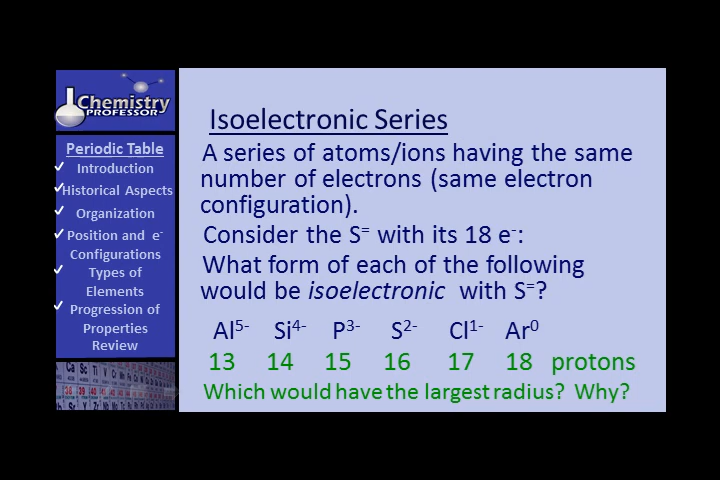 Chemistry
PROFESSOR
Periodic Table
Introduction
Historical Aspects
Organization
Position and e-
Configurations
Types of
Elements
Progression of
Properties
Review
Isoelectronic Series
A series of atoms/ions having the same
number of electrons (same electron
configuration).
Consider the S⁼ with its 18 e⁻:
What form of each of the following
would be isoelectronic with S⁼?
Al⁵⁻ Si⁴⁻ P³⁻ S²⁻ Cl¹⁻ Ar⁰
13 14 15 16 17 18 protons
Which would have the largest radius? Why?